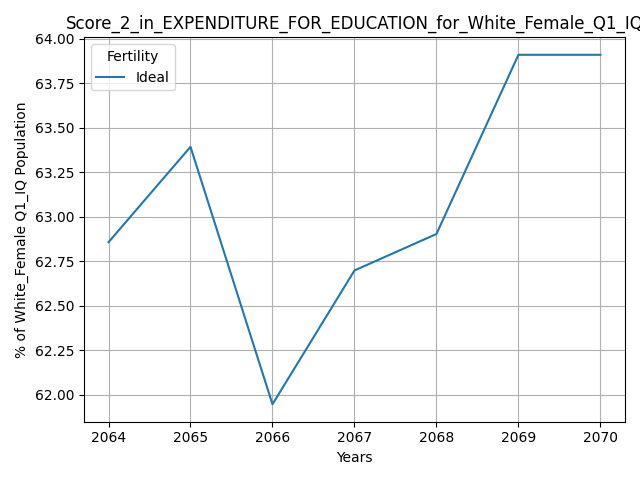 Score_2_in_EXPENDITURE_FOR_EDUCATION_for_White_Female_Q1_IQ
Fertility
Ideal
64.00
63.75
63.50
63.25
63.00
62.75
62.50
62.25
62.00
% of White_Female Q1_IQ Population
2064 2065 2066 2067 2068 2069 2070
Years